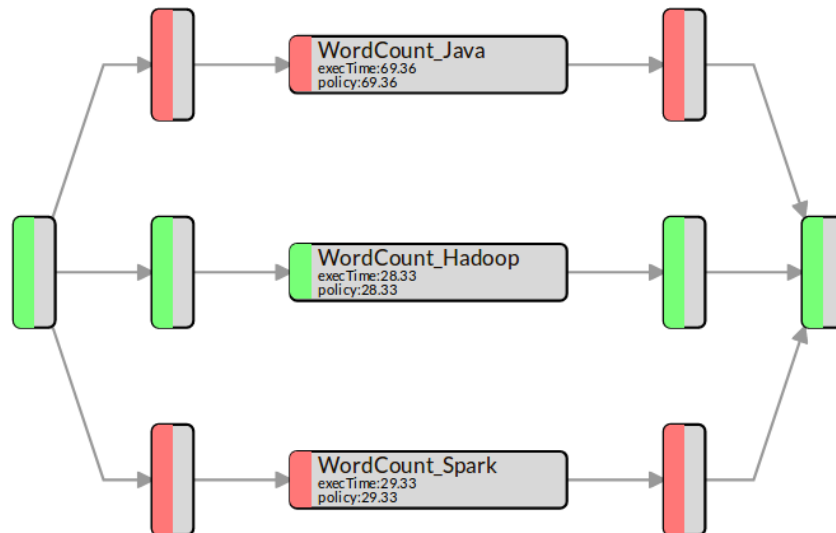 WordCount_Java
execTime:69.36
policy:69.36
WordCount_Hadoop
execTime:28.33
policy:28.33
WordCount_Spark
execTime:29.33
policy:29.33